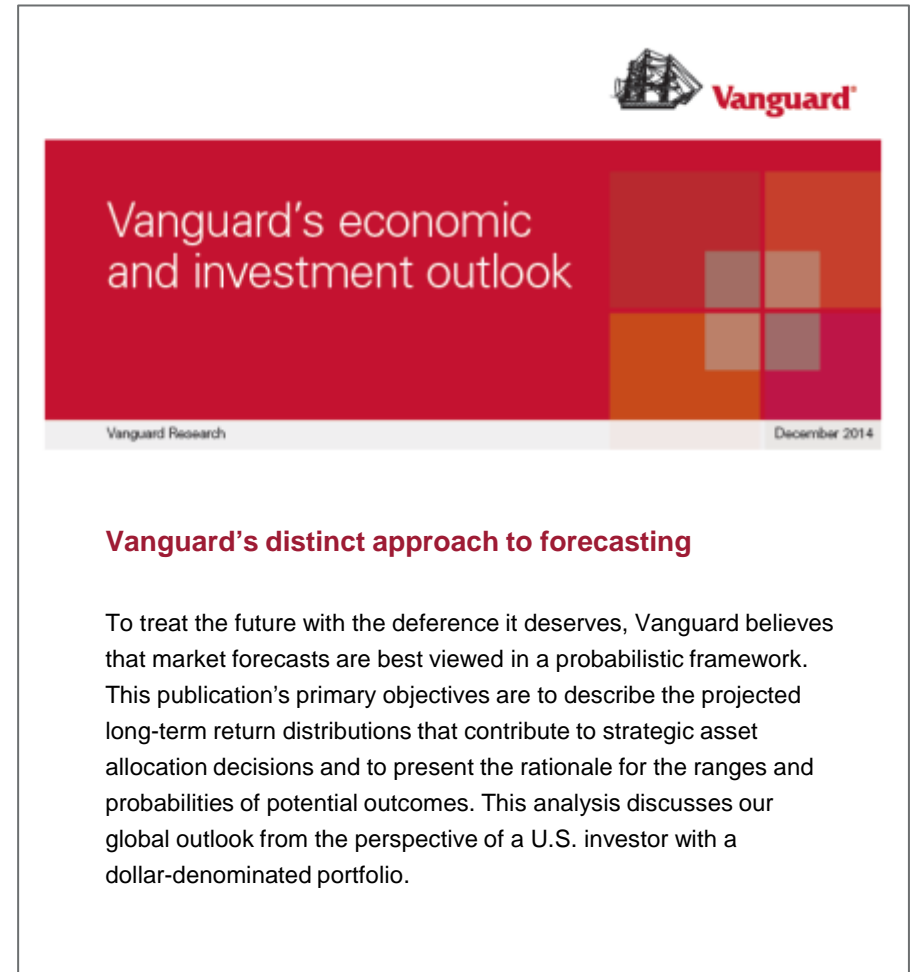 Vanguard®
Vanguard's economic
and investment outlook
Vanguard Research
December 2014
Vanguard's distinct approach to forecasting
To treat the future with the deference it deserves, Vanguard believes
that market forecasts are best viewed in a probabilistic framework.
This publication's primary objectives are to describe the projected
long-term return distributions that contribute to strategic asset
allocation decisions and to present the rationale for the ranges and
probabilities of potential outcomes. This analysis discusses our
global outlook from the perspective of a U.S. investor with a
dollar-denominated portfolio.